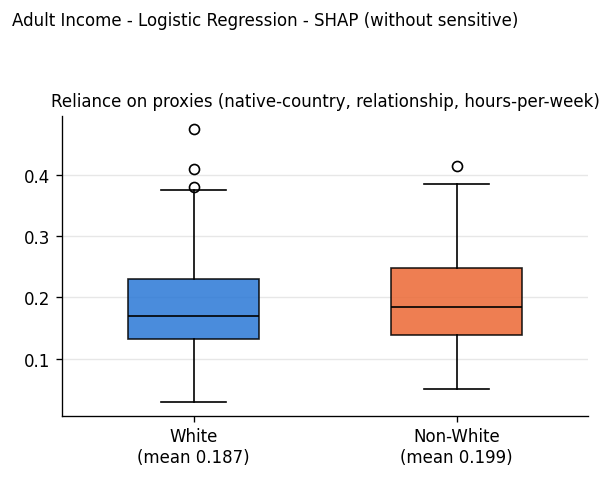 Adult Income - Logistic Regression - SHAP (without sensitive)
Reliance on proxies (native-country, relationship, hours-per-week)
0.4
0.3
0.2
0.1
White
(mean 0.187)
Non-White
(mean 0.199)